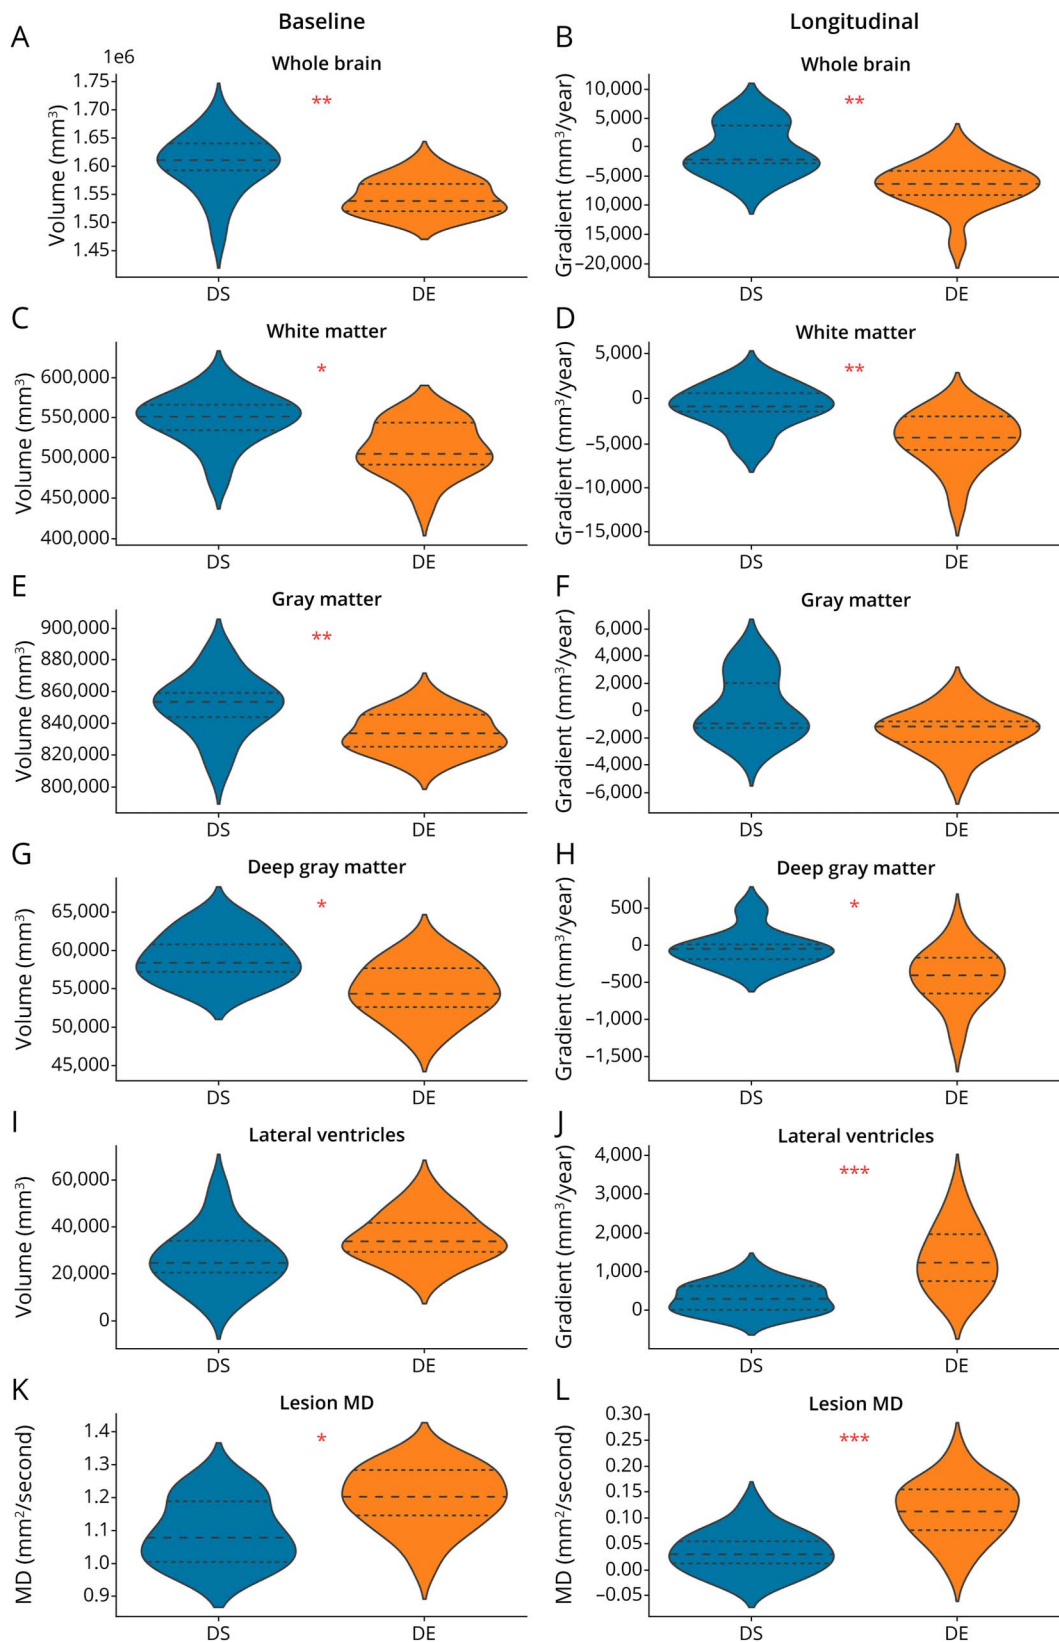 Baseline
Longitudinal
A
1e6
Whole brain
**
Volume (mm³)
1.75
1.70
1.65
1.60
1.55
1.50
1.45
DS
DE
B
Whole brain
**
Gradient (mm³/year)
10,000
5,000
0
–5,000
10,000
15,000
–20,000
DS
DE
C
White matter
*
Volume (mm³)
600,000
550,000
500,000
450,000
400,000
DS
DE
D
White matter
**
Gradient (mm³/year)
5,000
0
–5,000
–10,000
–15,000
DS
DE
E
Gray matter
**
Volume (mm³)
900,000
880,000
860,000
840,000
820,000
800,000
DS
DE
F
Gray matter
Gradient (mm³/year)
6,000
4,000
2,000
0
–2,000
–4,000
–6,000
DS
DE
G
Deep gray matter
*
Volume (mm³)
65,000
60,000
55,000
50,000
45,000
DS
DE
H
Deep gray matter
*
Gradient (mm³/year)
500
0
–500
–1,000
–1,500
DS
DE
I
Lateral ventricles
Volume (mm³)
60,000
40,000
20,000
0
DS
DE
J
Lateral ventricles
***
Gradient (mm³/year)
4,000
3,000
2,000
1,000
0
DS
DE
K
Lesion MD
*
MD (mm²/second)
1.4
1.3
1.2
1.1
1.0
0.9
DS
DE
L
Lesion MD
***
MD (mm²/second)
0.30
0.25
0.20
0.15
0.10
0.05
0.00
–0.05
DS
DE